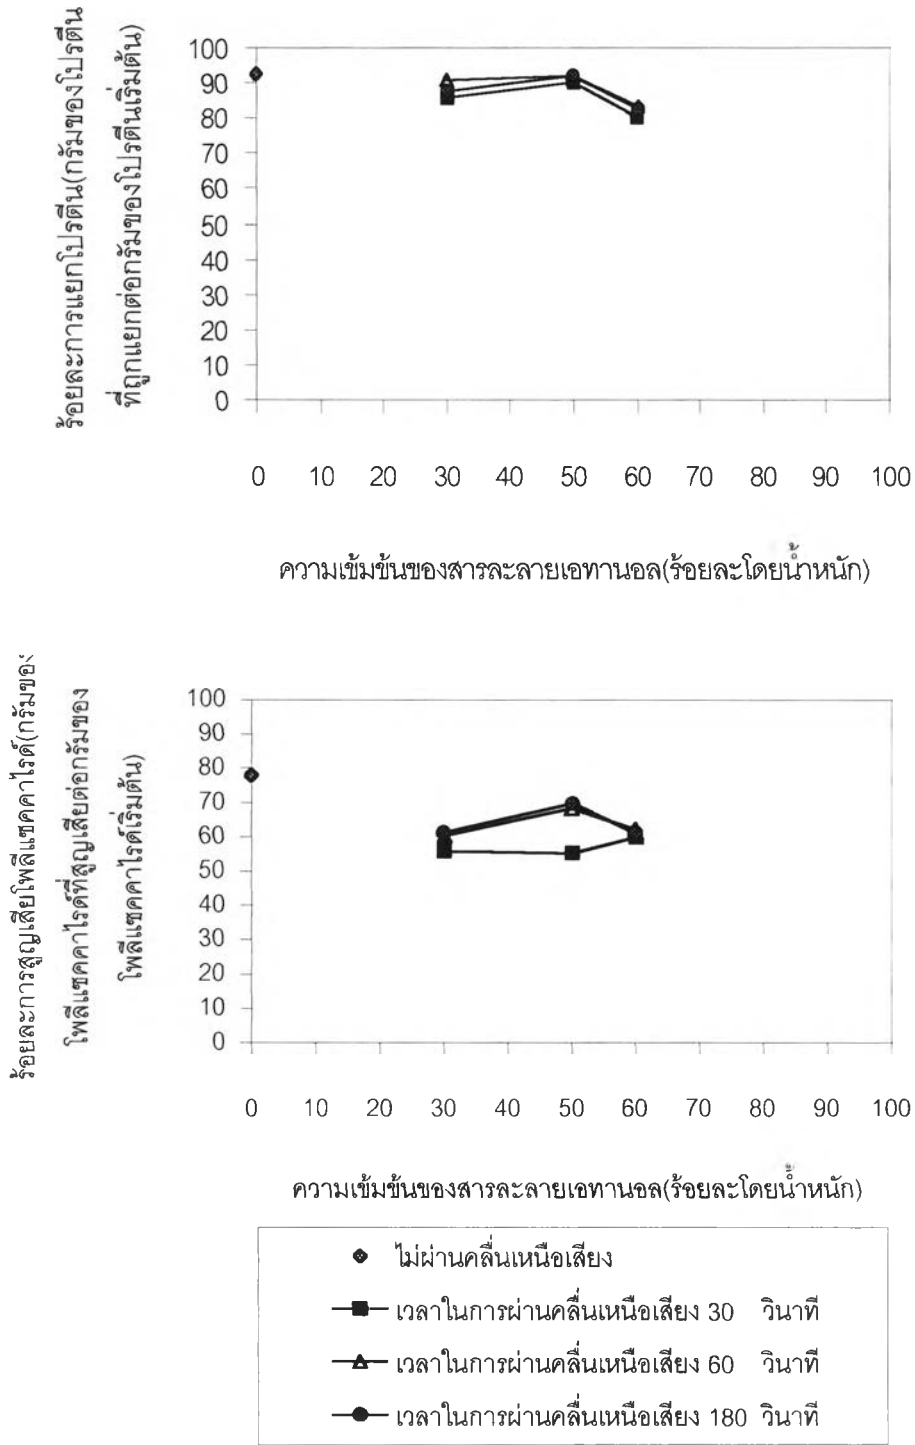 ร้อยละการแยกโปรตีน(กรัมของโปรตีน
ที่ถูกแยกต่อกรัมของโปรตีนเริ่มต้น)
100
90
80
70
60
50
40
30
20
10
0
0 10 20 30 40 50 60 70 80 90 100
ความเข้มข้นของสารละลายเอทานอล(ร้อยละโดยน้ำหนัก)
ร้อยละการสูญเสียโพลีแซคคาไรด์(กรัมของ
โพลีแซคคาไรด์ที่สูญเสียต่อกรัมของ
โพลีแซคคาไรด์เริ่มต้น)
100
90
80
70
60
50
40
30
20
10
0
0 10 20 30 40 50 60 70 80 90 100
ความเข้มข้นของสารละลายเอทานอล(ร้อยละโดยน้ำหนัก)
ไม่ผ่านคลื่นเหนือเสียง
เวลาในการผ่านคลื่นเหนือเสียง 30 วินาที
เวลาในการผ่านคลื่นเหนือเสียง 60 วินาที
เวลาในการผ่านคลื่นเหนือเสียง 180 วินาที